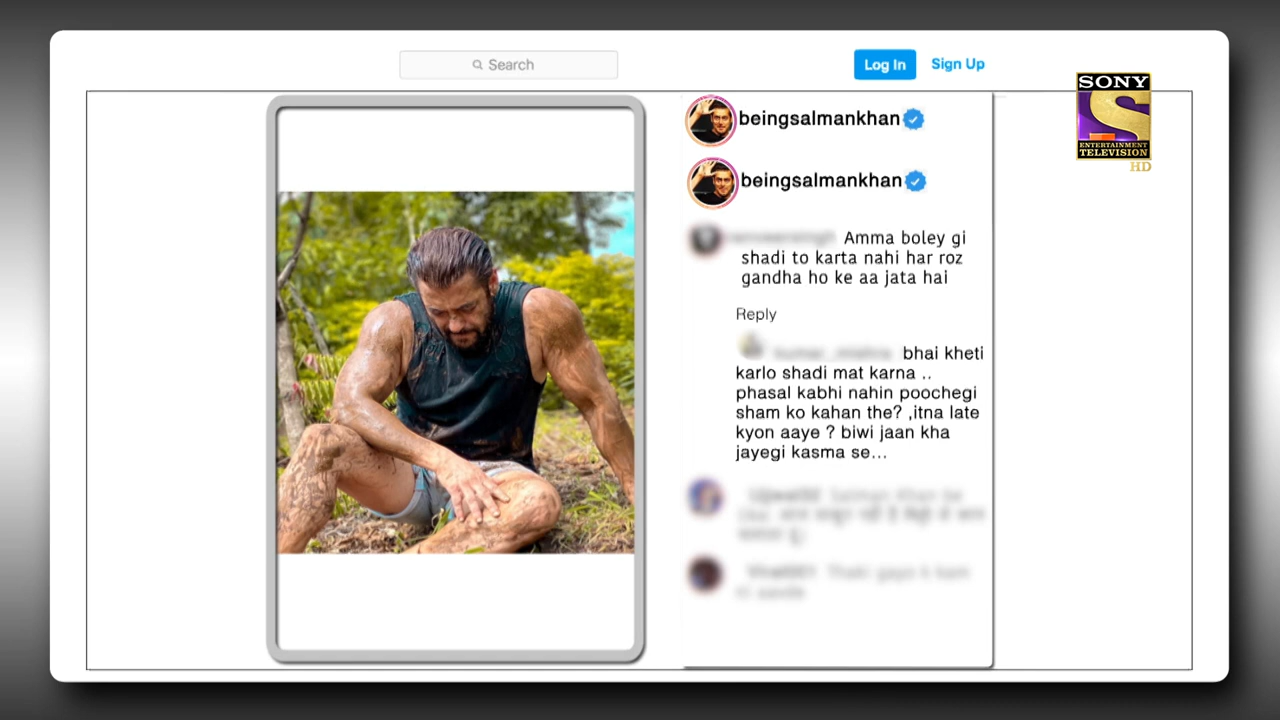 Search
Log In
Sign Up
SONY
ENTERTAINMENT
TELEVISION
HD
beingsalmankhan
beingsalmankhan
Amma boley gi
shadi to karta nahi har roz
gandha ho ke aa jata hai
Reply
bhai kheti
karlo shadi mat karna ..
phasal kabhi nahin poochegi
sham ko kahan the? ,itna late
kyon aaye ? biwi jaan kha
jayegi kasma se...